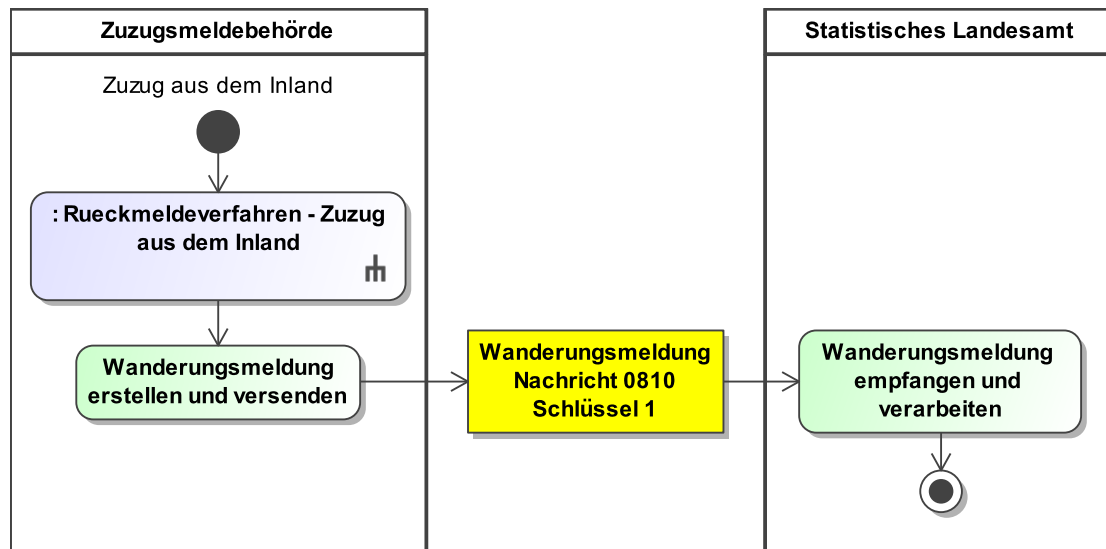 Zuzugsmeldebehörde
Statistisches Landesamt
Zuzug aus dem Inland
: Rueckmeldeverfahren - Zuzug
aus dem Inland
Wanderungsmeldung
erstellen und versenden
Wanderungsmeldung
Nachricht 0810
Schlüssel 1
Wanderungsmeldung
empfangen und
verarbeiten